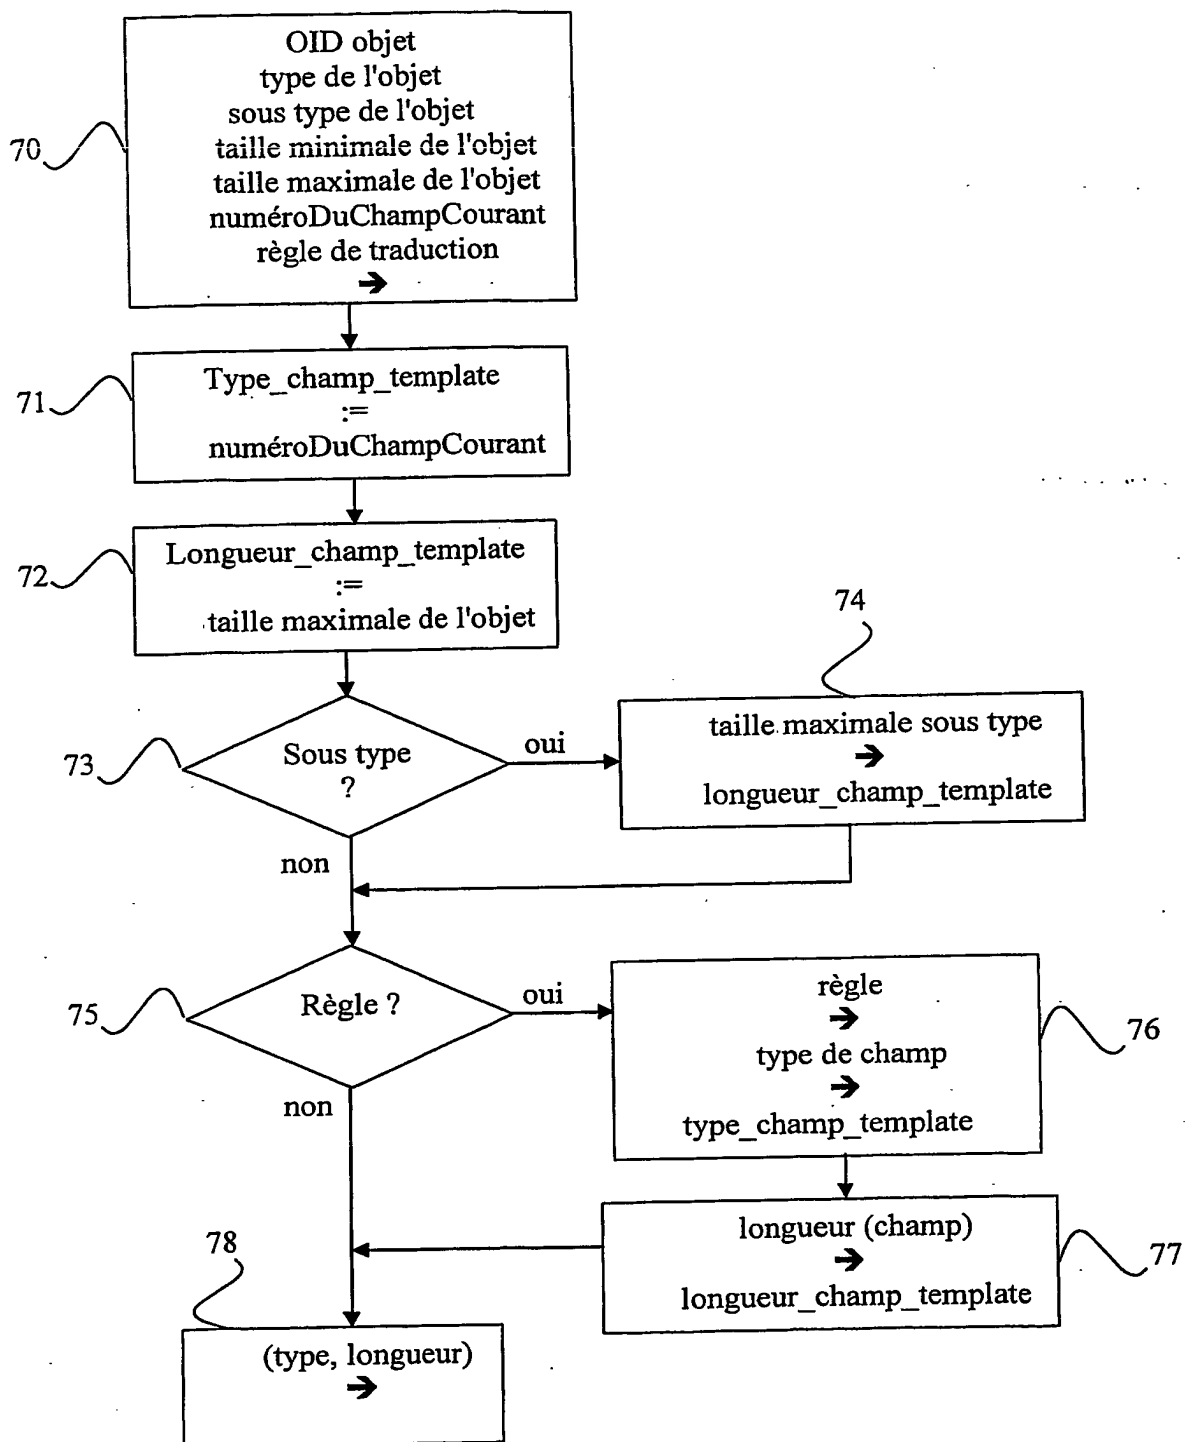 OID objet
type de l'objet
sous type de l'objet
taille minimale de l'objet
taille maximale de l'objet
numéroDuChampCourant
règle de traduction
➔
70
71
Type_champ_template
:=
numéroDuChampCourant
72
Longueur_champ_template
:=
taille maximale de l'objet
73
Sous type
?
oui
non
74
taille maximale sous type
➔
longueur_champ_template
75
Règle ?
oui
non
règle
➔
type de champ
➔
type_champ_template
76
longueur (champ)
➔
longueur_champ_template
77
78
(type, longueur)
➔